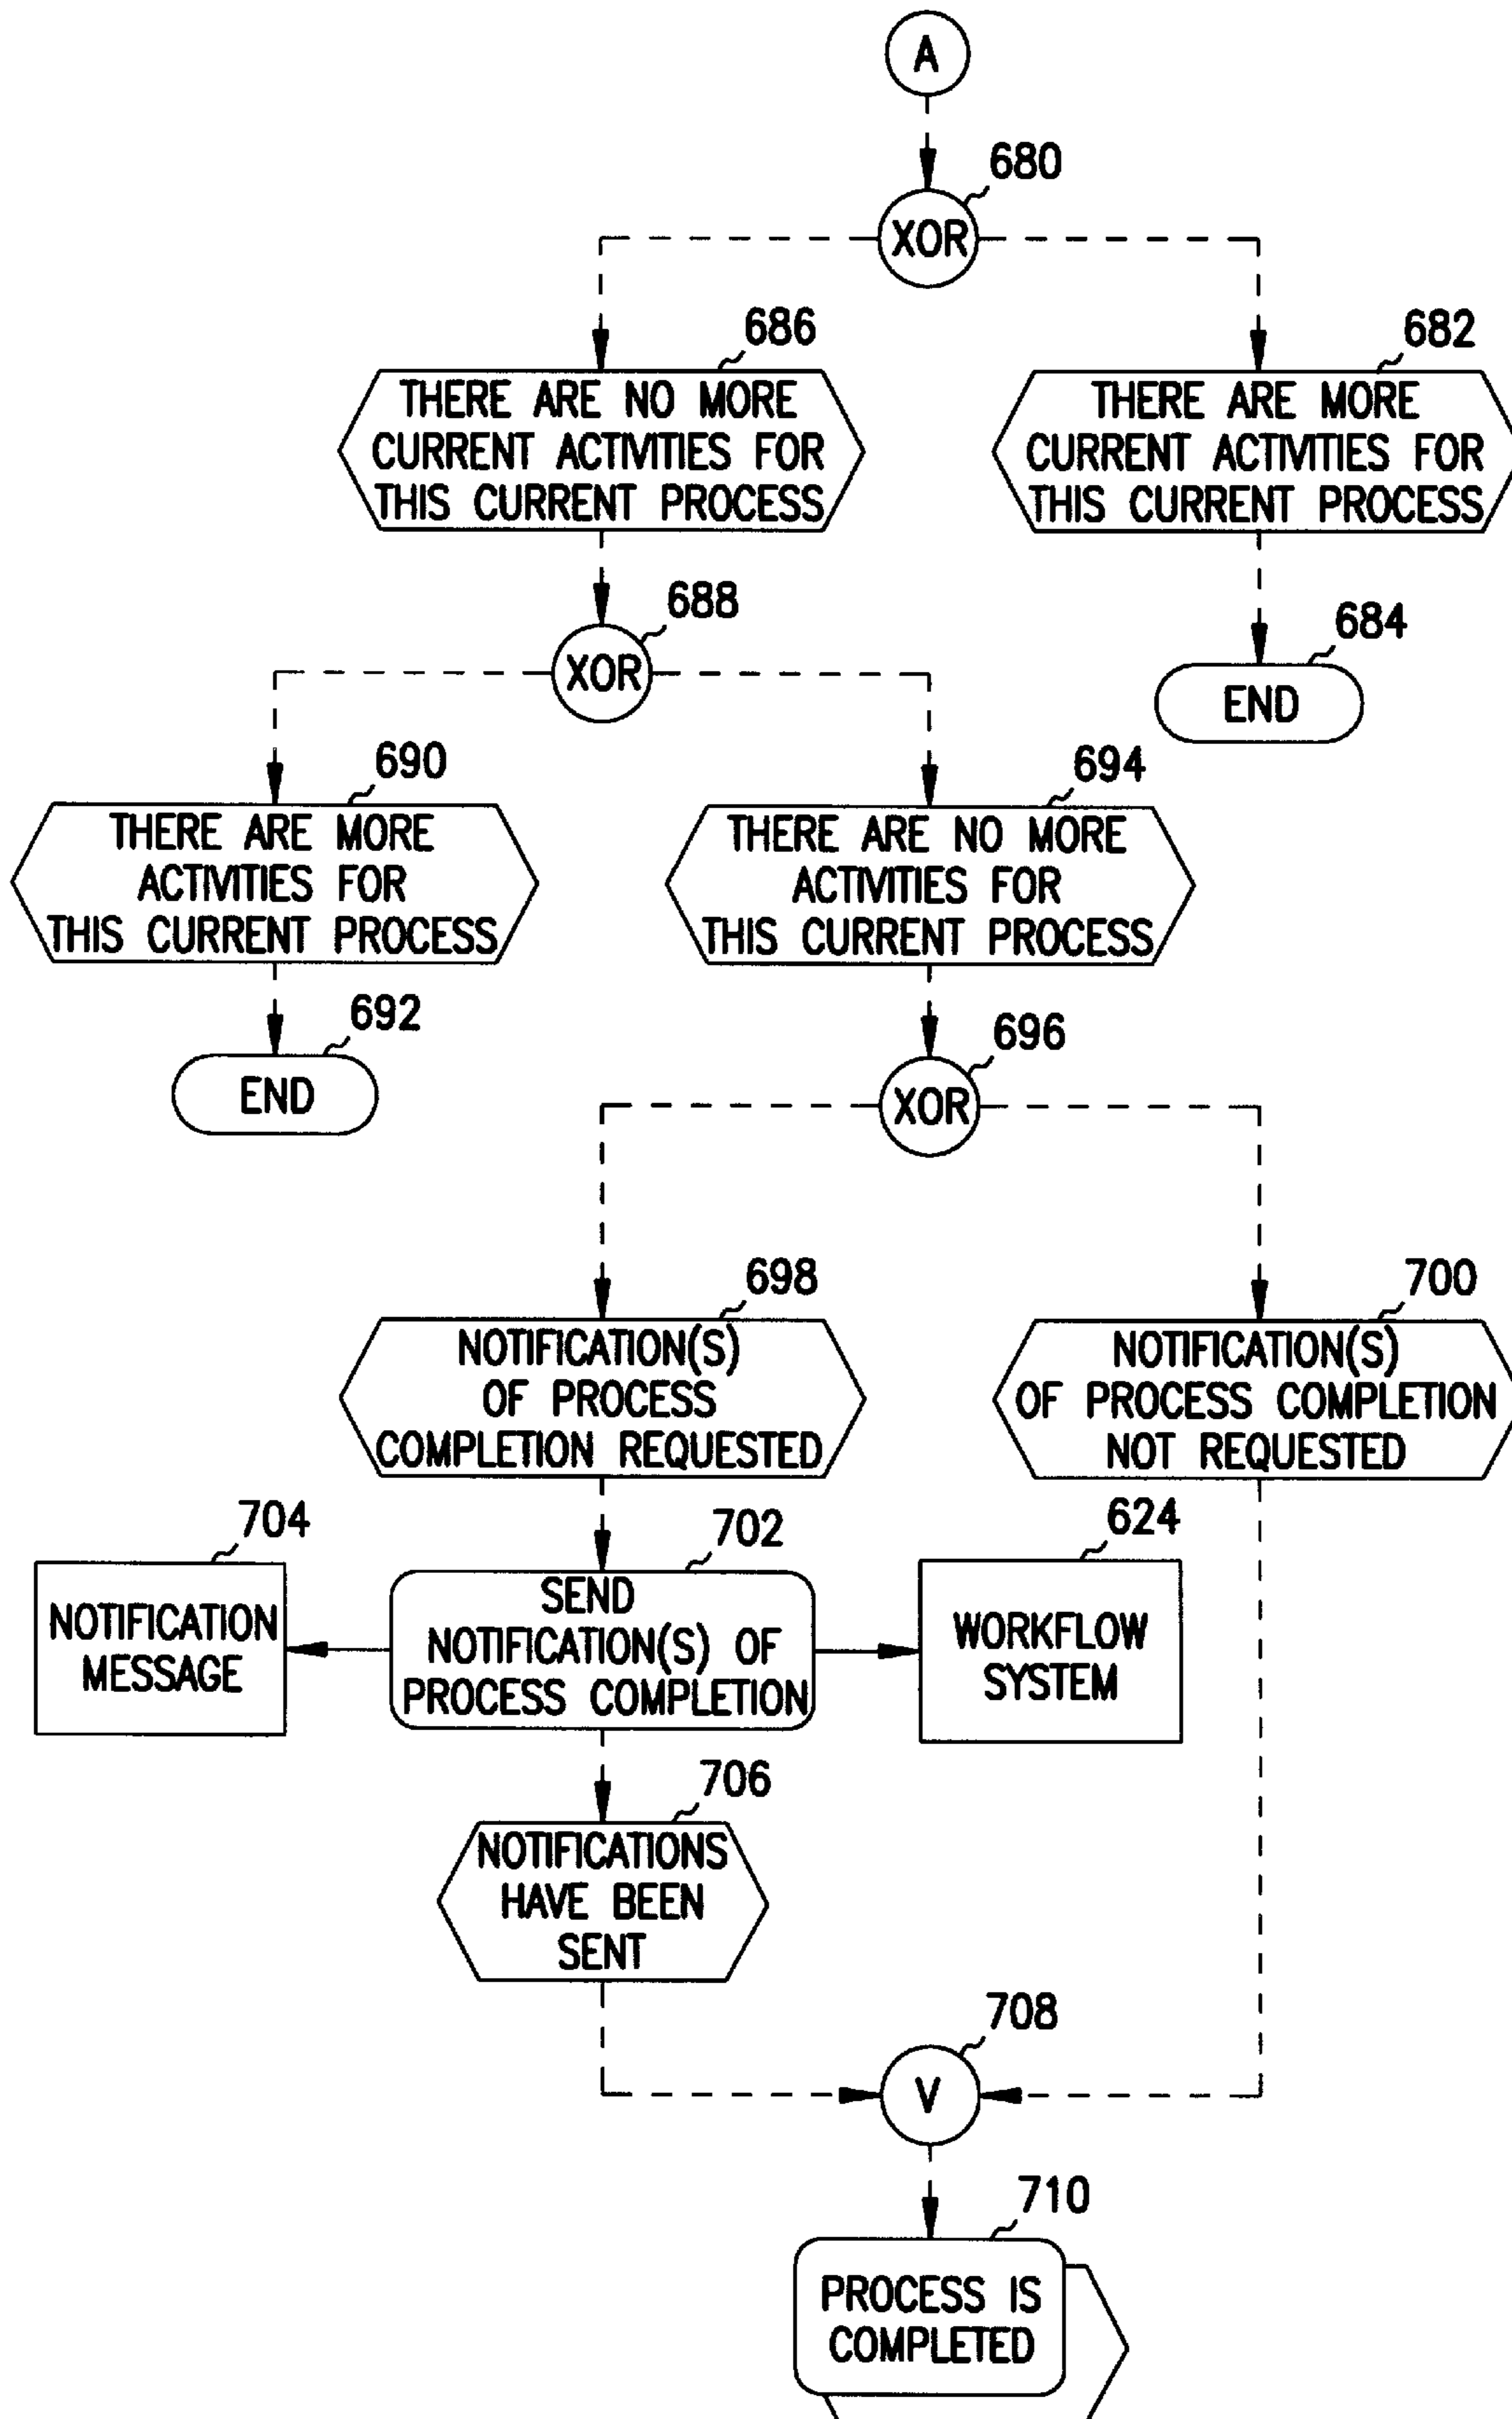 A
680
XOR
686
THERE ARE NO MORE
CURRENT ACTIVITIES FOR
THIS CURRENT PROCESS
682
THERE ARE MORE
CURRENT ACTIVITIES FOR
THIS CURRENT PROCESS
688
XOR
684
END
690
THERE ARE MORE
ACTIVITIES FOR
THIS CURRENT PROCESS
694
THERE ARE NO MORE
ACTIVITIES FOR
THIS CURRENT PROCESS
692
END
696
XOR
698
NOTIFICATION(S)
OF PROCESS
COMPLETION REQUESTED
700
NOTIFICATION(S)
OF PROCESS COMPLETION
NOT REQUESTED
704
NOTIFICATION
MESSAGE
702
SEND
NOTIFICATION(S) OF
PROCESS COMPLETION
624
WORKFLOW
SYSTEM
706
NOTIFICATIONS
HAVE BEEN
SENT
708
V
710
PROCESS IS
COMPLETED